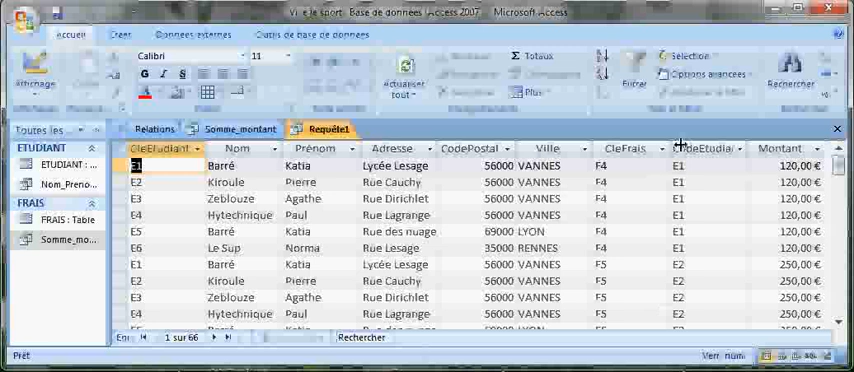 Vive le sport : Base de données (Access 2007) - Microsoft Access
Accueil Créer Données externes Outils de base de données
Affichage
Calibri 11
G I S
Actualiser tout
Σ Totaux
Plus
Filtrer
Sélection
Options avancées
Rechercher
Toutes les ...
Relations Somme_montant Requête1
ETUDIANT
ETUDIANT : ...
Nom_Preno...
FRAIS
FRAIS : Table
Somme_mo...
CleEtudiant Nom Prénom Adresse CodePostal Ville CleFrais CodeEtudiant Montant
E1 Barré Katia Lycée Lesage 56000 VANNES F4 E1 120,00 €
E2 Kiroule Pierre Rue Cauchy 56000 VANNES F4 E1 120,00 €
E3 Zeblouze Agathe Rue Dirichlet 56000 VANNES F4 E1 120,00 €
E4 Hytechnique Paul Rue Lagrange 56000 VANNES F4 E1 120,00 €
E5 Barré Katia Rue des nuage 69000 LYON F4 E1 120,00 €
E6 Le Sup Norma Rue Lesage 35000 RENNES F4 E1 120,00 €
E1 Barré Katia Lycée Lesage 56000 VANNES F5 E2 250,00 €
E2 Kiroule Pierre Rue Cauchy 56000 VANNES F5 E2 250,00 €
E3 Zeblouze Agathe Rue Dirichlet 56000 VANNES F5 E2 250,00 €
E4 Hytechnique Paul Rue Lagrange 56000 VANNES F5 E2 250,00 €
1 sur 66 Rechercher
Prêt
Verr. num.